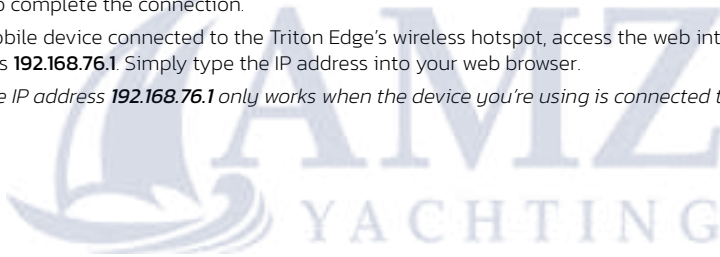 o complete the connection.
obile device connected to the Triton Edge's wireless hotspot, access the web int
s 192.168.76.1. Simply type the IP address into your web browser.
e IP address 192.168.76.1 only works when the device you're using is connected t
AMZ
YACHTING